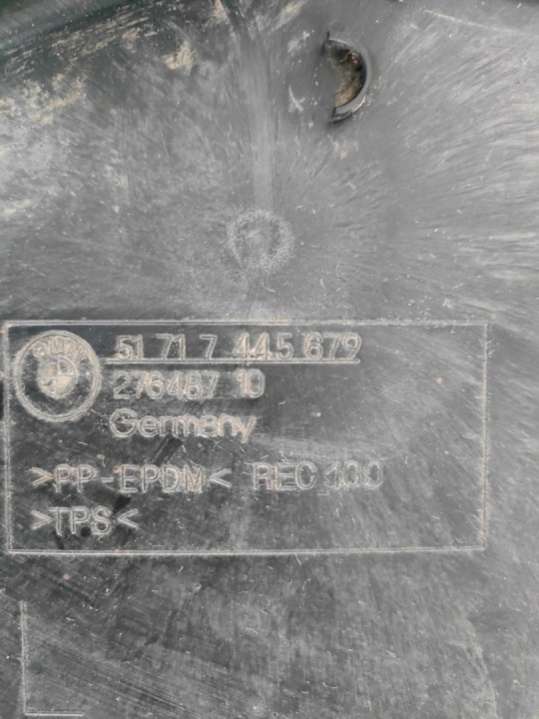 51 71 7 445 679
276487 10
Germany
>PP-EPDM< REC 100
>TPS<